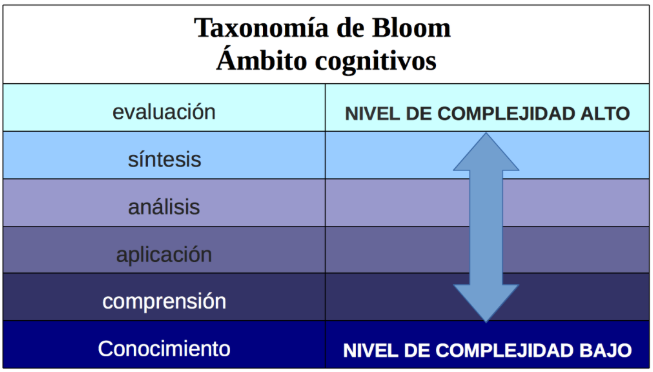 Taxonomía de Bloom
Ámbito cognitivos
evaluación NIVEL DE COMPLEJIDAD ALTO
síntesis
análisis
aplicación
comprensión
Conocimiento NIVEL DE COMPLEJIDAD BAJO